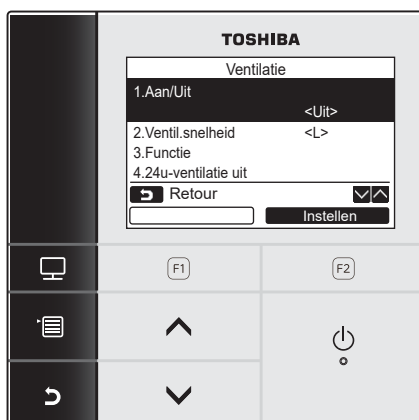 TOSHIBA
Ventilatie
1.Aan/Uit
<Uit>
2.Ventil.snelheid <L>
3.Functie
4.24u-ventilatie uit
Retour
Instellen
F1 F2